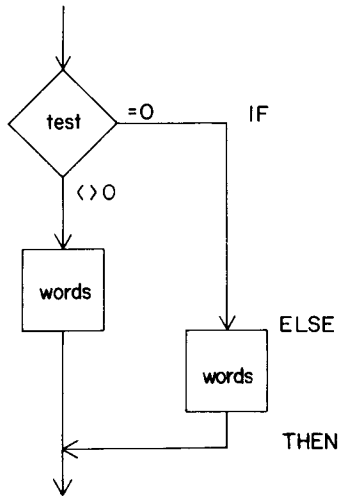 test =0 IF
<>0
words
ELSE
words
THEN